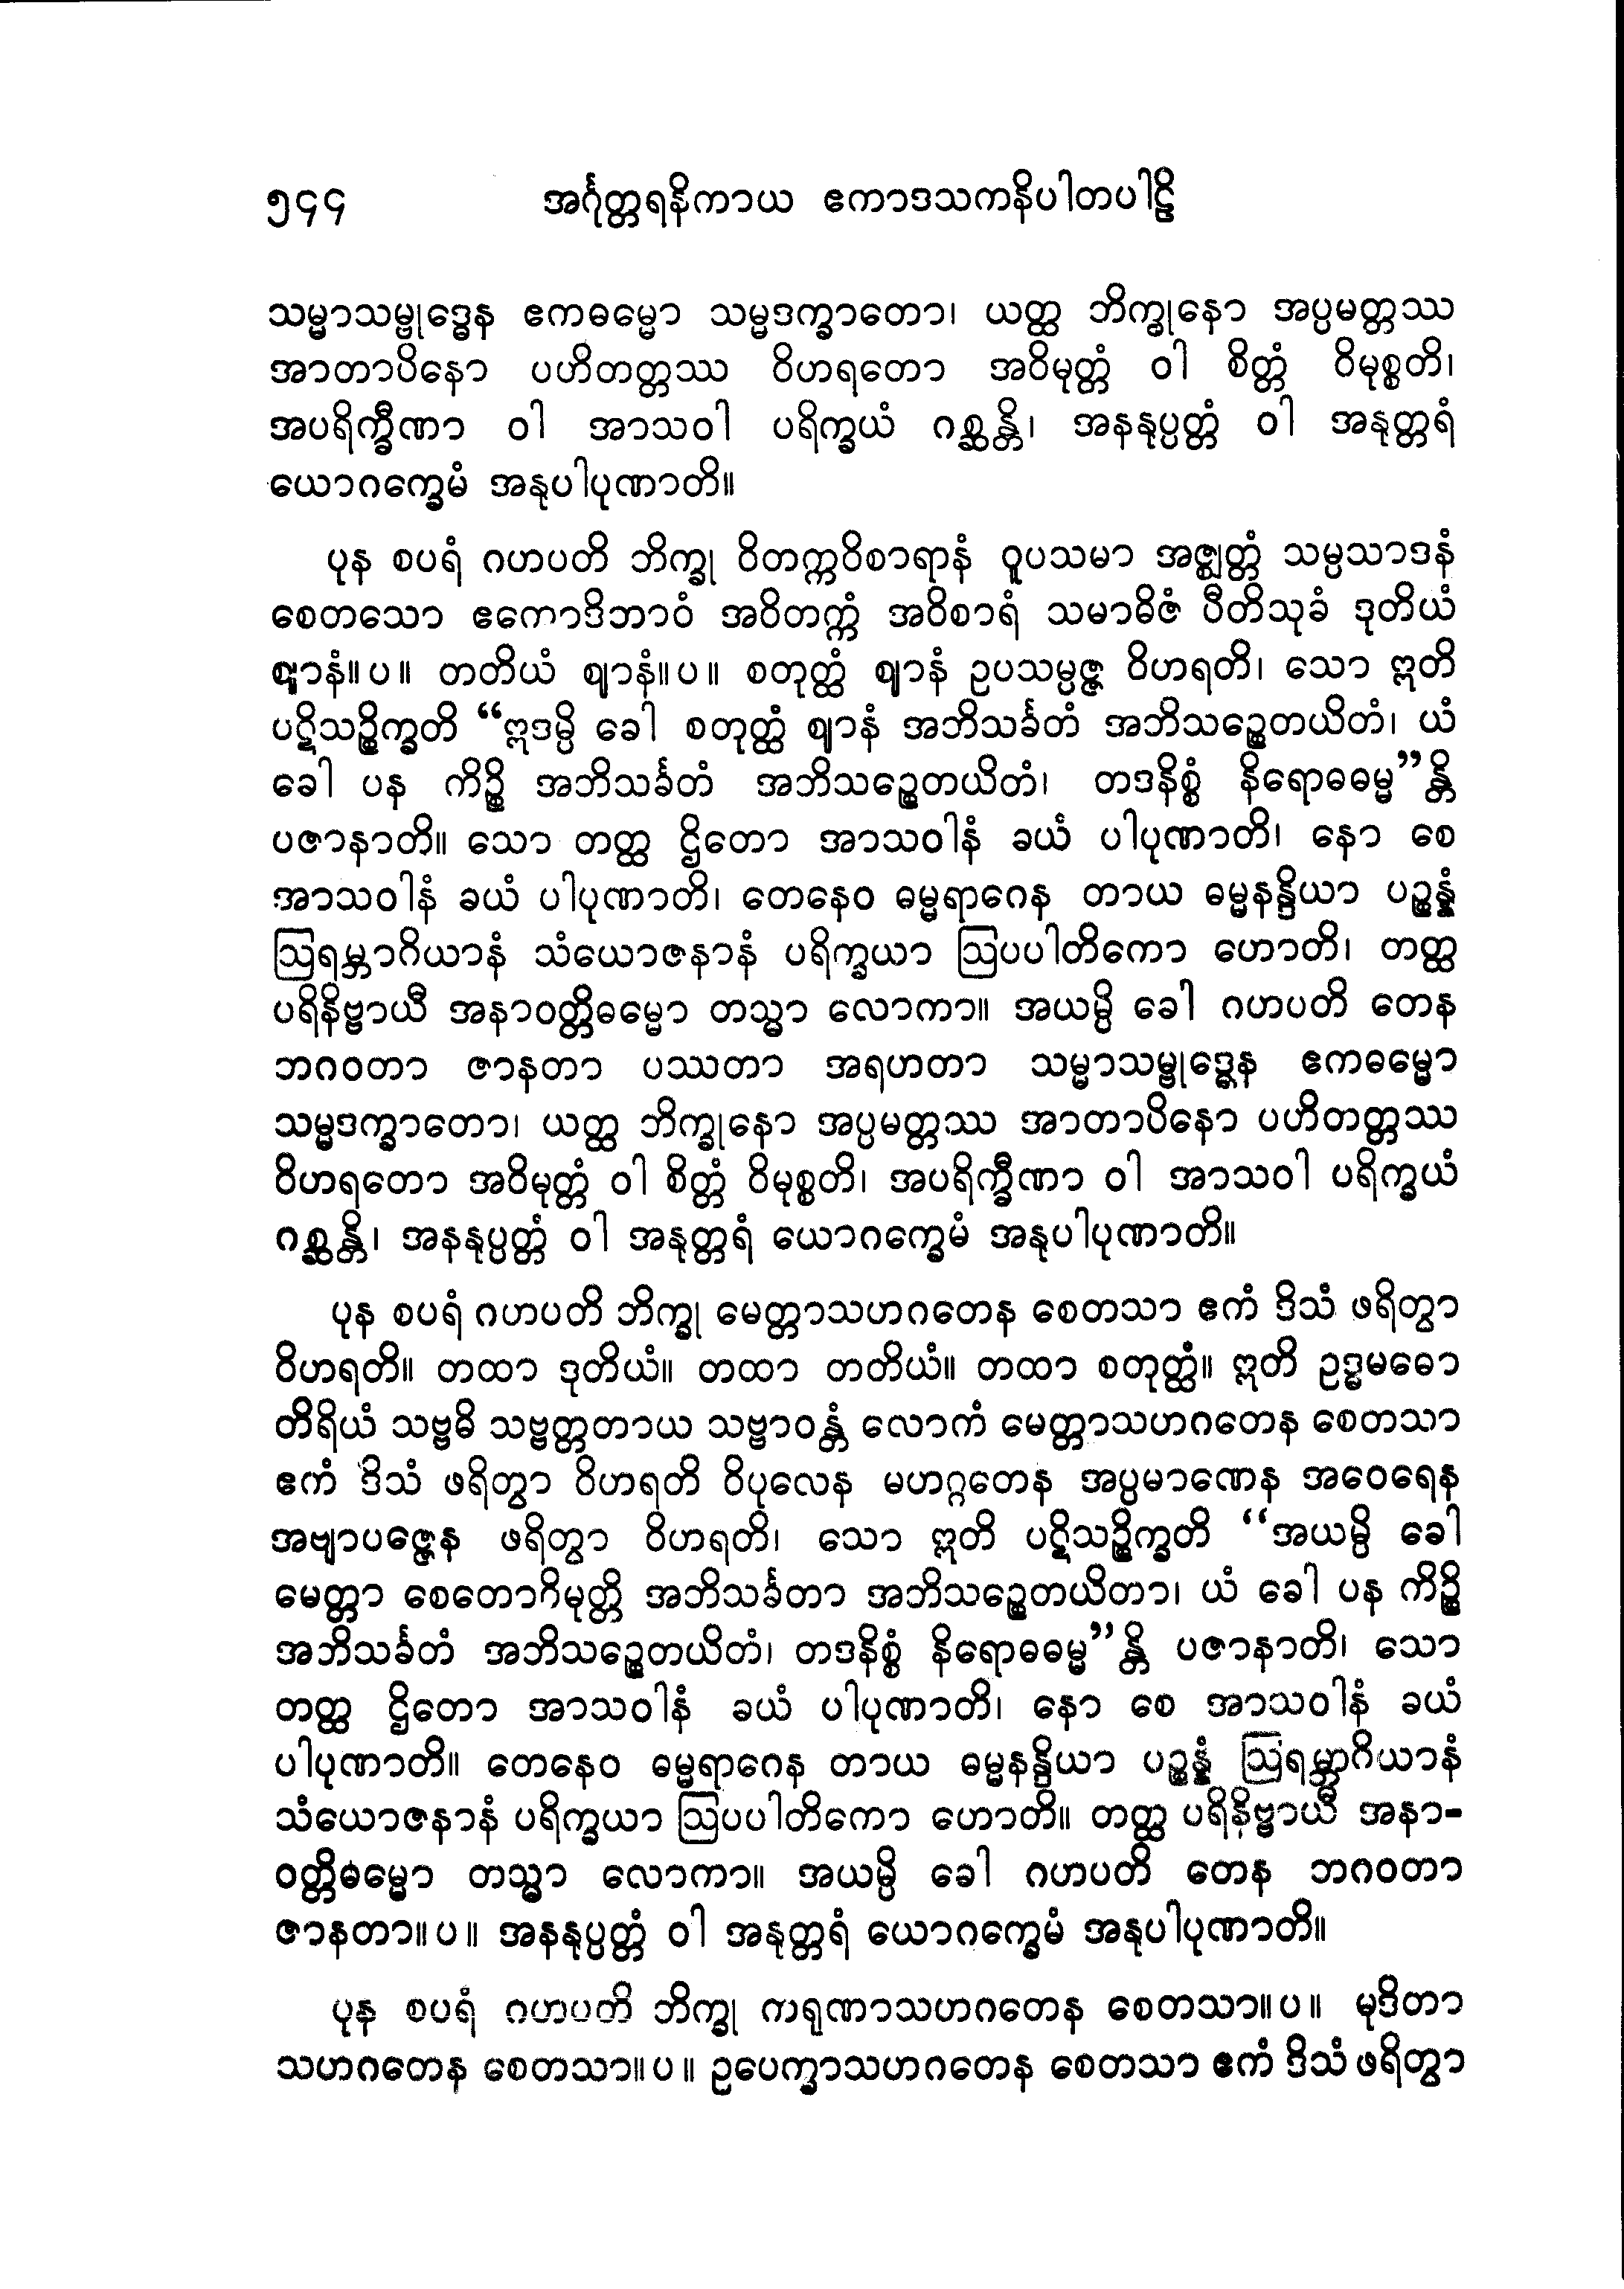 ၅၄၄ အင်္ဂုတ္တရနိကာယ ဧကာဒသကနိပါတပါဠိ
သမ္မာသမ္ဗုဒ္ဓေန ဧကဓမ္မော သမ္မဒက္ခာတော၊ ယတ္ထ ဘိက္ခုနော အပ္ပမတ္တဿ
အာတာပိနော ပဟိတတ္တဿ ဝိဟရတော အဝိမုတ္တံ ဝါ စိတ္တံ ဝိမုစ္စတိ၊
အပရိက္ခီဏာ ဝါ အာသဝါ ပရိက္ခယံ ဂစ္ဆန္တိ၊ အနနုပ္ပတ္တံ ဝါ အနုတ္တရံ
ယောဂက္ခေမံ အနုပါပုဏာတိ။
ပုန စပရံ ဂဟပတိ ဘိက္ခု ဝိတက္ကဝိစာရာနံ ဝူပသမာ အဇ္ဈတ္တံ သမ္ပသာဒနံ
စေတသော ဧကောဒိဘာဝံ အဝိတက္ကံ အဝိစာရံ သမာဓိဇံ ပီတိသုခံ ဒုတိယံ
ဈာနံ။ပ။ တတိယံ ဈာနံ။ပ။ စတုတ္ထံ ဈာနံ ဥပသမ္ပဇ္ဇ ဝိဟရတိ၊ သော ဣတိ
ပဋိသဉ္စိက္ခတိ “ဣဒမ္ပိ ခေါ စတုတ္ထံ ဈာနံ အဘိသင်္ခတံ အဘိသဉ္စေတယိတံ၊ ယံ
ခေါ ပန ကိဉ္စိ အဘိသင်္ခတံ အဘိသဉ္စေတယိတံ၊ တဒနိစ္စံ နိရောဓဓမ္မ”န္တိ
ပဇာနာတိ။ သော တတ္ထ ဌိတော အာသဝါနံ ခယံ ပါပုဏာတိ၊ နော စေ
အာသဝါနံ ခယံ ပါပုဏာတိ၊ တေနေဝ ဓမ္မရာဂေန တာယ ဓမ္မနန္ဒိယာ ပဉ္စန္နံ
ဩရမ္ဘာဂိယာနံ သံယောဇနာနံ ပရိက္ခယာ ဩပပါတိကော ဟောတိ၊ တတ္ထ
ပရိနိဗ္ဗာယီ အနာဝတ္တိဓမ္မော တသ္မာ လောကာ။ အယမ္ပိ ခေါ ဂဟပတိ တေန
ဘဂဝတာ ဇာနတာ ပဿတာ အရဟတာ သမ္မာသမ္ဗုဒ္ဓေန ဧကဓမ္မော
သမ္မဒက္ခာတော၊ ယတ္ထ ဘိက္ခုနော အပ္ပမတ္တဿ အာတာပိနော ပဟိတတ္တဿ
ဝိဟရတော အဝိမုတ္တံ ဝါ စိတ္တံ ဝိမုစ္စတိ၊ အပရိက္ခီဏာ ဝါ အာသဝါ ပရိက္ခယံ
ဂစ္ဆန္တိ၊ အနနုပ္ပတ္တံ ဝါ အနုတ္တရံ ယောဂက္ခေမံ အနုပါပုဏာတိ။
ပုန စပရံ ဂဟပတိ ဘိက္ခု မေတ္တာသဟဂတေန စေတသာ ဧကံ ဒိသံ ဖရိတွာ
ဝိဟရတိ။ တထာ ဒုတိယံ။ တထာ တတိယံ။ တထာ စတုတ္ထံ။ ဣတိ ဥဒ္ဓမဓော
တိရိယံ သဗ္ဗဓိ သဗ္ဗတ္တတာယ သဗ္ဗာဝန္တံ လောကံ မေတ္တာသဟဂတေန စေတသာ
ဧကံ ဒိသံ ဖရိတွာ ဝိဟရတိ ဝိပုလေန မဟဂ္ဂတေန အပ္ပမာဏေန အဝေရေန
အဗျာပဇ္ဇေန ဖရိတွာ ဝိဟရတိ၊ သော ဣတိ ပဋိသဉ္စိက္ခတိ “အယမ္ပိ ခေါ
မေတ္တာ စေတောဂိမုတ္တိ အဘိသင်္ခတာ အဘိသဉ္စေတယိတာ၊ ယံ ခေါ ပန ကိဉ္စိ
အဘိသင်္ခတံ အဘိသဉ္စေတယိတံ၊ တဒနိစ္စံ နိရောဓဓမ္မ”န္တိ ပဇာနာတိ၊ သော
တတ္ထ ဌိတော အာသဝါနံ ခယံ ပါပုဏာတိ၊ နော စေ အာသဝါနံ ခယံ
ပါပုဏာတိ။ တေနေဝ ဓမ္မရာဂေန တာယ ဓမ္မနန္ဒိယာ ပဉ္စန္နံ ဩရမ္ဘာဂိယာနံ
သံယောဇနာနံ ပရိက္ခယာ ဩပပါတိကော ဟောတိ။ တတ္ထ ပရိနိဗ္ဗာယီ အနာ-
ဝတ္တိဓမ္မော တသ္မာ လောကာ။ အယမ္ပိ ခေါ ဂဟပတိ တေန ဘဂဝတာ
ဇာနတာ။ပ။ အနနုပ္ပတ္တံ ဝါ အနုတ္တရံ ယောဂက္ခေမံ အနုပါပုဏာတိ။
ပုန စပရံ ဂဟပတိ ဘိက္ခု ကရုဏာသဟဂတေန စေတသာ။ပ။ မုဒိတာ
သဟဂတေန စေတသာ။ပ။ ဥပေက္ခာသဟဂတေန စေတသာ ဧကံ ဒိသံ ဖရိတွာ